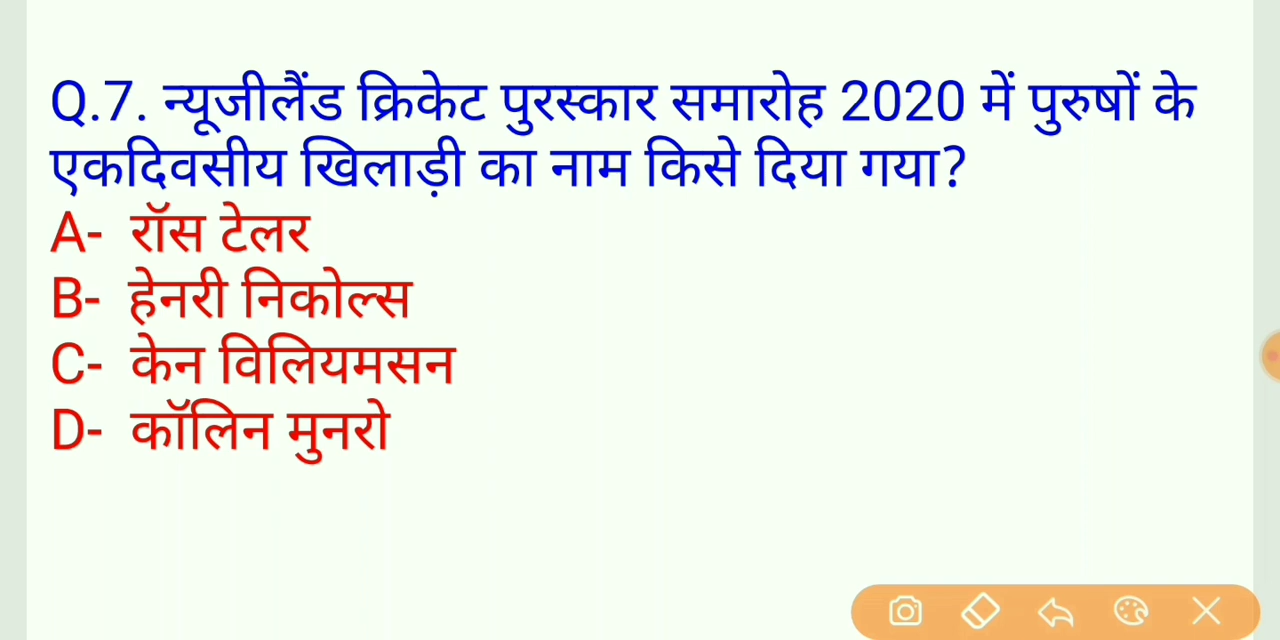 Q.7. न्यूजीलैंड क्रिकेट पुरस्कार समारोह 2020 में पुरुषों के
एकदिवसीय खिलाड़ी का नाम किसे दिया गया?
A- रॉस टेलर
B- हेनरी निकोल्स
C- केन विलियमसन
D- कॉलिन मुनरो